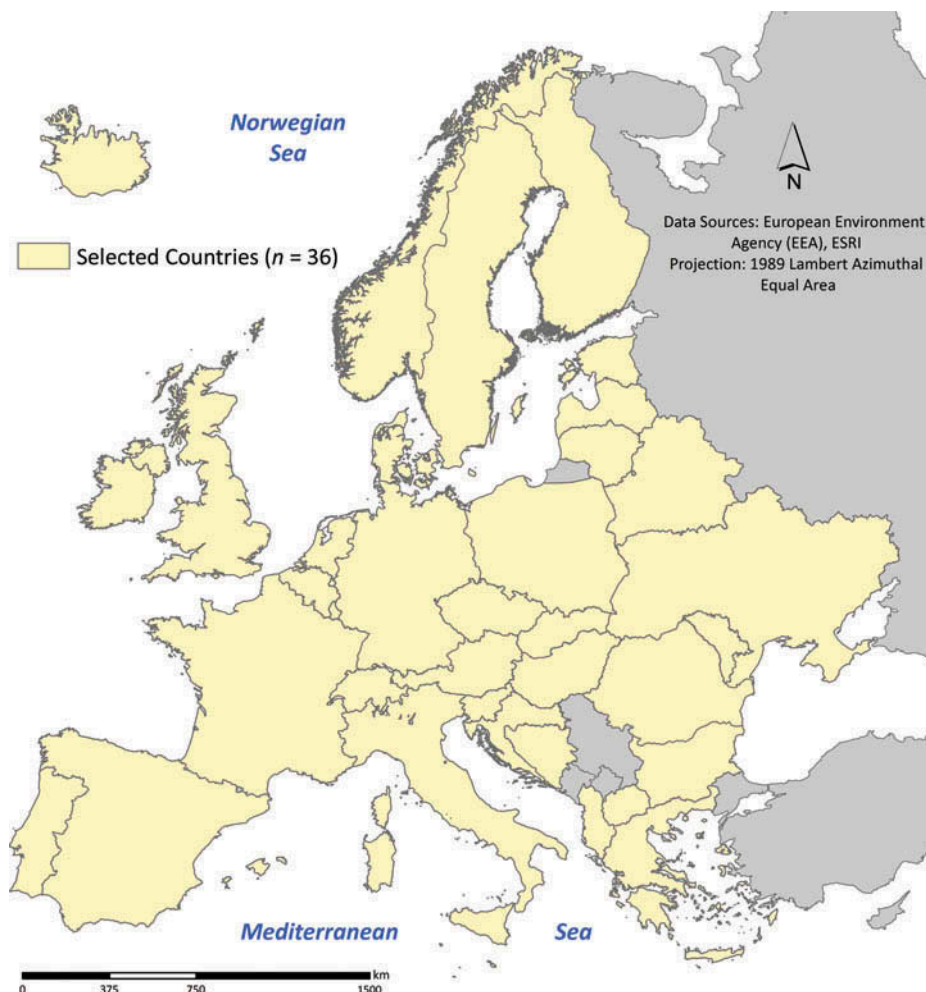 Norwegian
Sea
N
Data Sources: European Environment
Agency (EEA), ESRI
Projection: 1989 Lambert Azimuthal
Equal Area
Selected Countries (n = 36)
Mediterranean Sea
km
0 375 750 1500